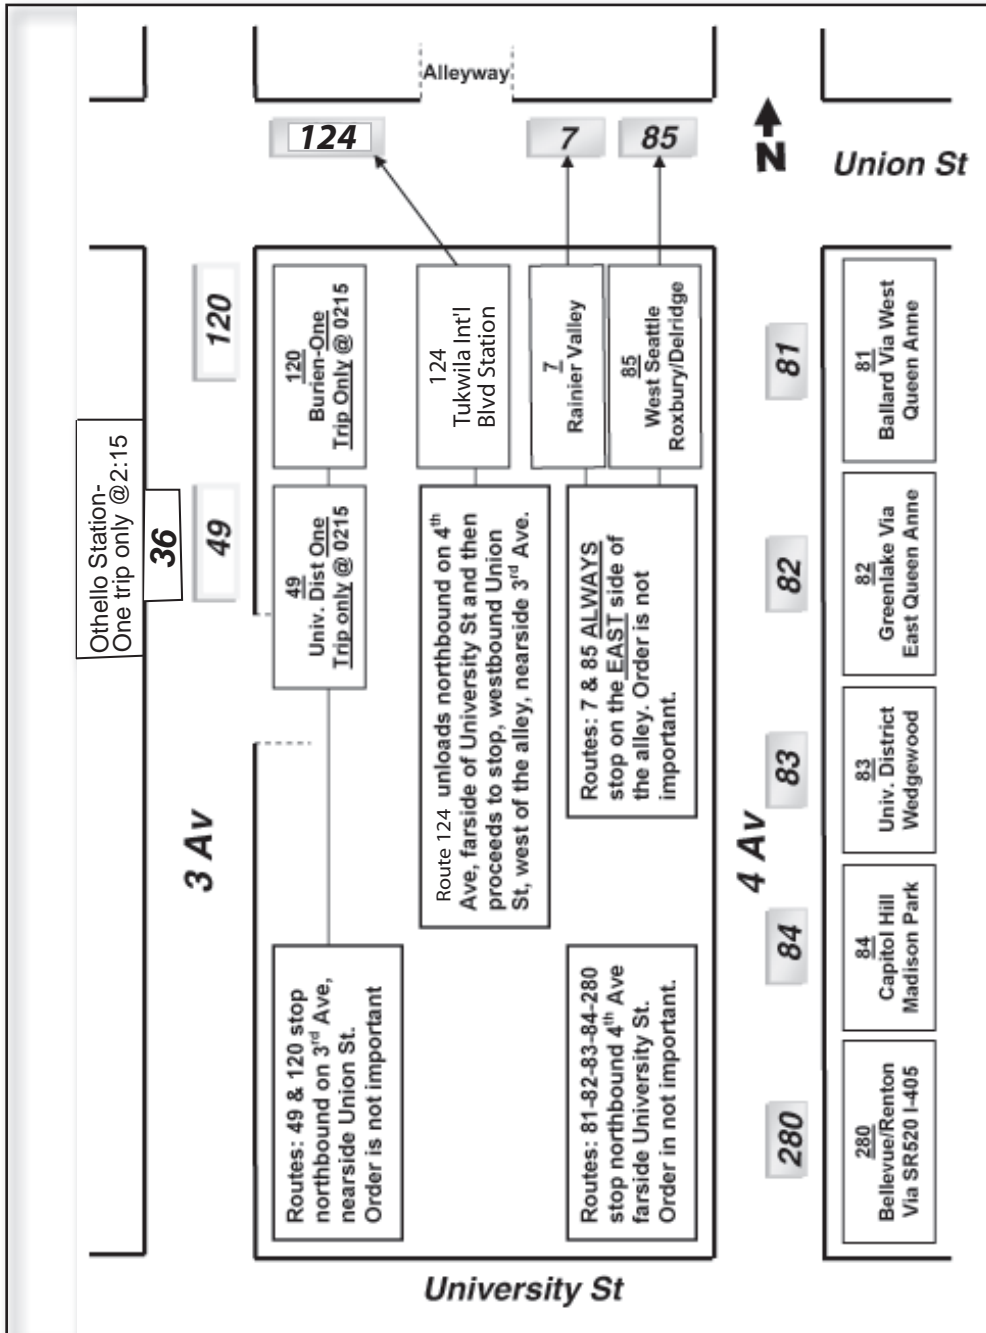 Alleyway
124
7
85
N
Union St
Othello Station-
One trip only @2:15
36
49
120
3 Av
49
Univ. Dist One
Trip only @ 0215
120
Burien-One
Trip Only @ 0215
124
Tukwila Int'l
Blvd Station
7
Rainier Valley
85
West Seattle
Roxbury/Delridge
Routes: 49 & 120 stop
northbound on 3rd Ave,
nearside Union St.
Order is not important
Route 124 unloads northbound on 4th
Ave, farside of University St and then
proceeds to stop, westbound Union
St, west of the alley, nearside 3rd Ave.
Routes: 7 & 85 ALWAYS
stop on the EAST side of
the alley. Order is not
important.
Routes: 81-82-83-84-280
stop northbound 4th Ave
farside University St.
Order in not important.
4 Av
280
84
83
82
81
280
Bellevue/Renton
Via SR520 I-405
84
Capitol Hill
Madison Park
83
Univ. District
Wedgewood
82
Greenlake Via
East Queen Anne
81
Ballard Via West
Queen Anne
University St